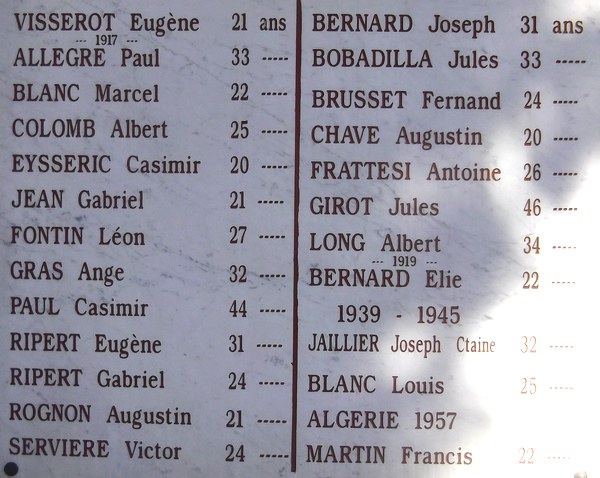 VISSEROT Eugène 21 ans
--- 1917 ---
ALLEGRE Paul 33 -----
BLANC Marcel 22 -----
COLOMB Albert 25 -----
EYSSERIC Casimir 20 -----
JEAN Gabriel 21 -----
FONTIN Léon 27 -----
GRAS Ange 32 -----
PAUL Casimir 44 -----
RIPERT Eugène 31 -----
RIPERT Gabriel 24 -----
ROGNON Augustin 21 -----
SERVIERE Victor 24 -----
BERNARD Joseph 31 ans
BOBADILLA Jules 33 -----
BRUSSET Fernand 24 -----
CHAVE Augustin 20 -----
FRATTESI Antoine 26 -----
GIROT Jules 46 -----
LONG Albert 34 -----
--- 1919 ---
BERNARD Elie 22 -----
1939 - 1945
JAILLIER Joseph Ctaine 32 -----
BLANC Louis 25 -----
ALGERIE 1957
MARTIN Francis 22 -----